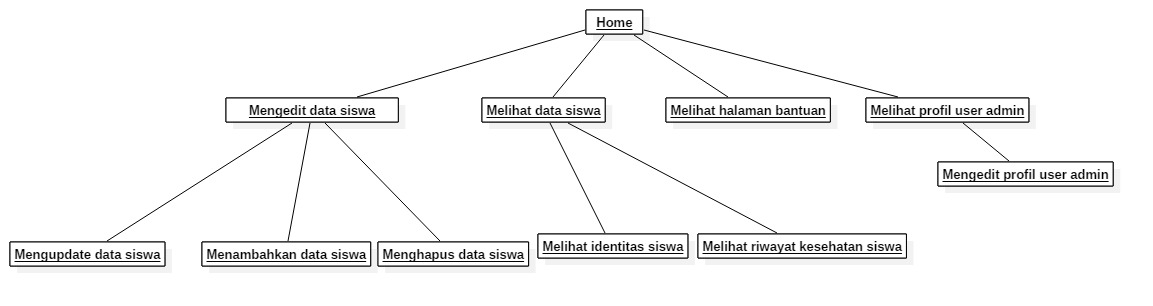 Home
Mengedit data siswa
Melihat data siswa
Melihat halaman bantuan
Melihat profil user admin
Mengedit profil user admin
Mengupdate data siswa
Menambahkan data siswa
Menghapus data siswa
Melihat identitas siswa
Melihat riwayat kesehatan siswa